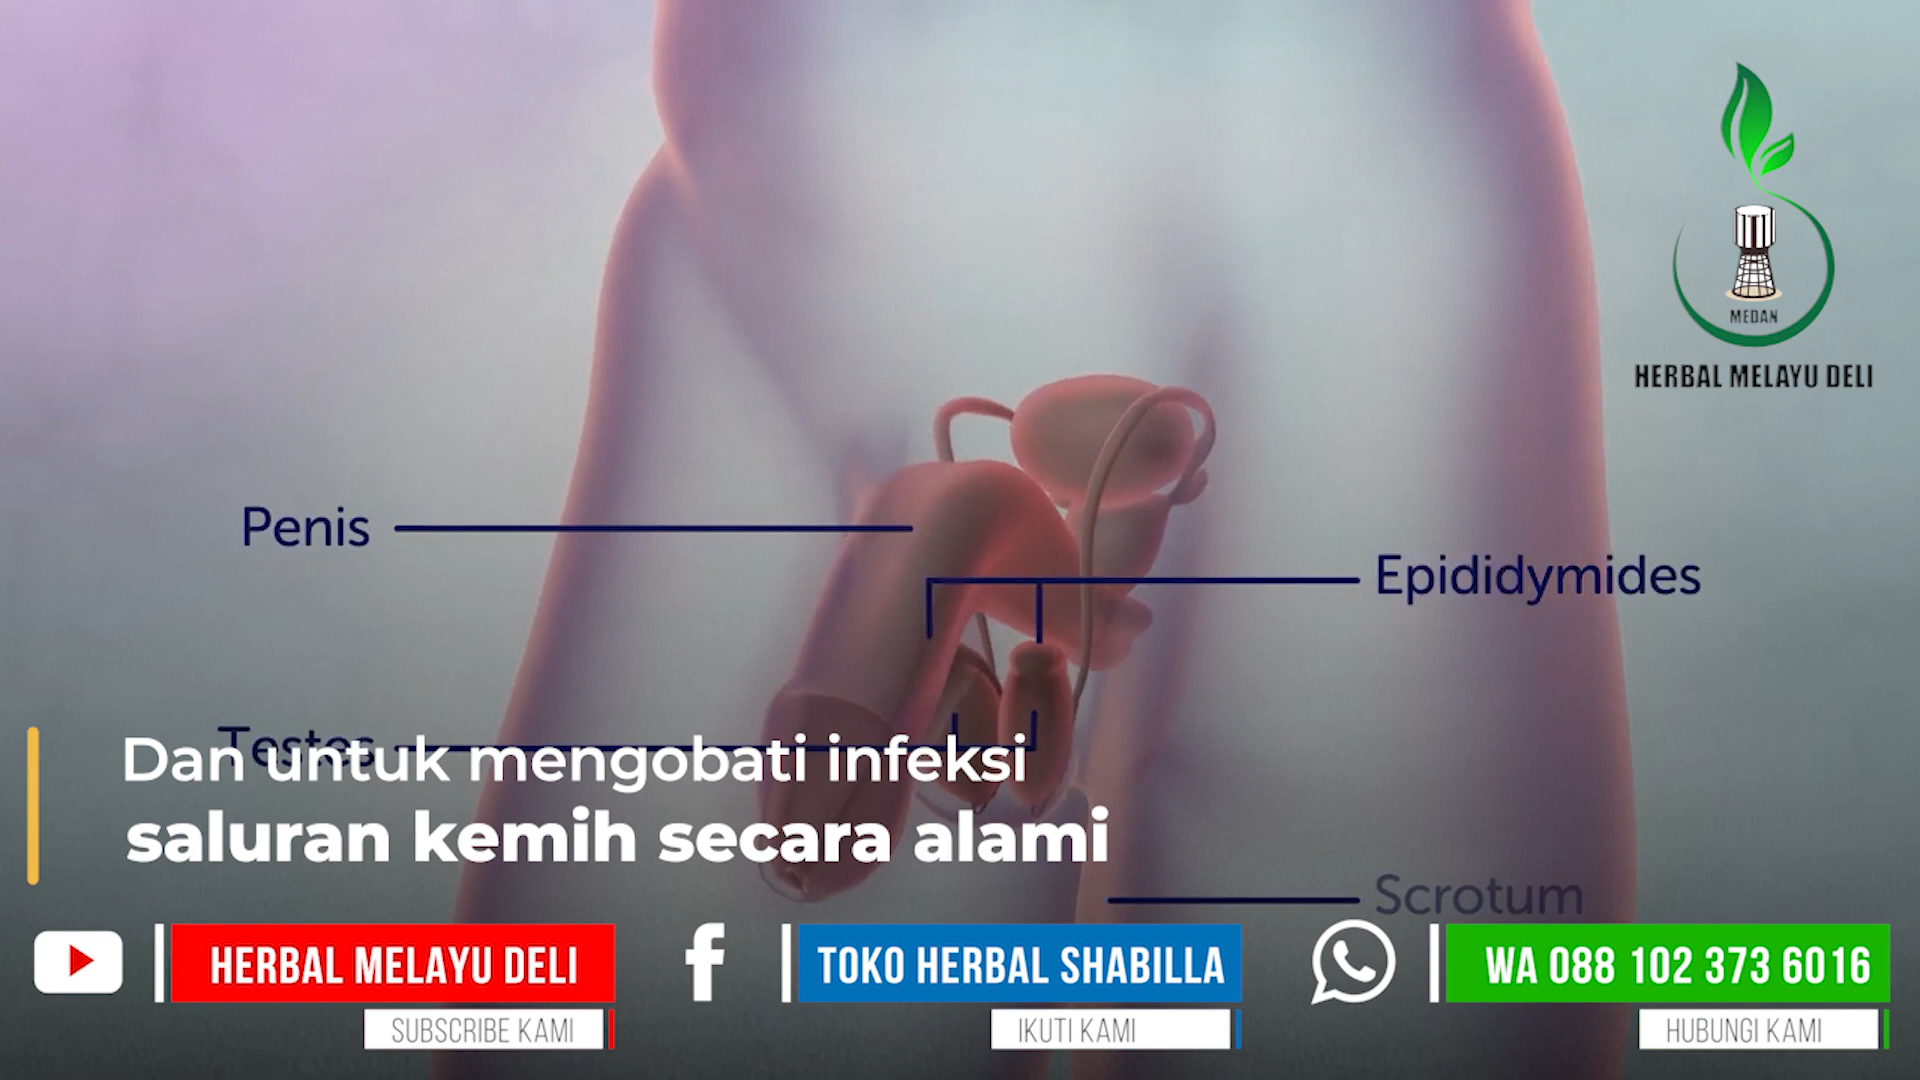 MEDAN
HERBAL MELAYU DELI
Penis
Epididymides
Testes
Dan untuk mengobati infeksi
saluran kemih secara alami
Scrotum
HERBAL MELAYU DELI
TOKO HERBAL SHABILLA
WA 088 102 373 6016
SUBSCRIBE KAMI
IKUTI KAMI
HUBUNGI KAMI